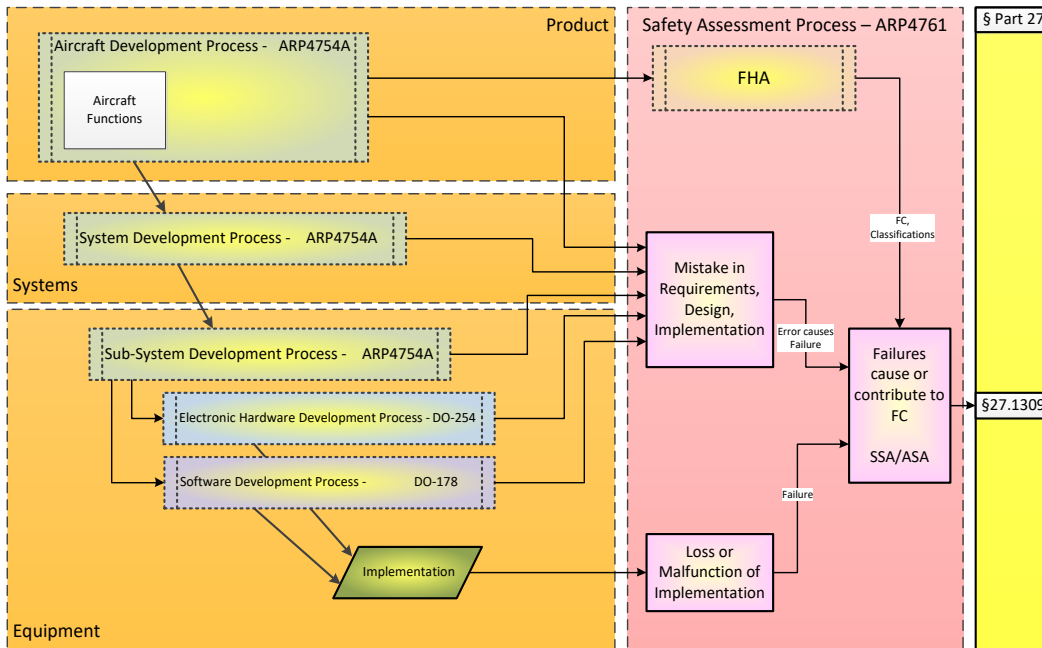 Product
Aircraft Development Process - ARP4754A
Aircraft
Functions
Safety Assessment Process – ARP4761
FHA
§ Part 27
FC,
Classifications
System Development Process - ARP4754A
Systems
Mistake in
Requirements,
Design,
Implementation
Error causes
Failure
Sub-System Development Process - ARP4754A
Failures
cause or
contribute to
FC
SSA/ASA
§27.1309
Electronic Hardware Development Process - DO-254
Software Development Process - DO-178
Failure
Implementation
Loss or
Malfunction of
Implementation
Equipment